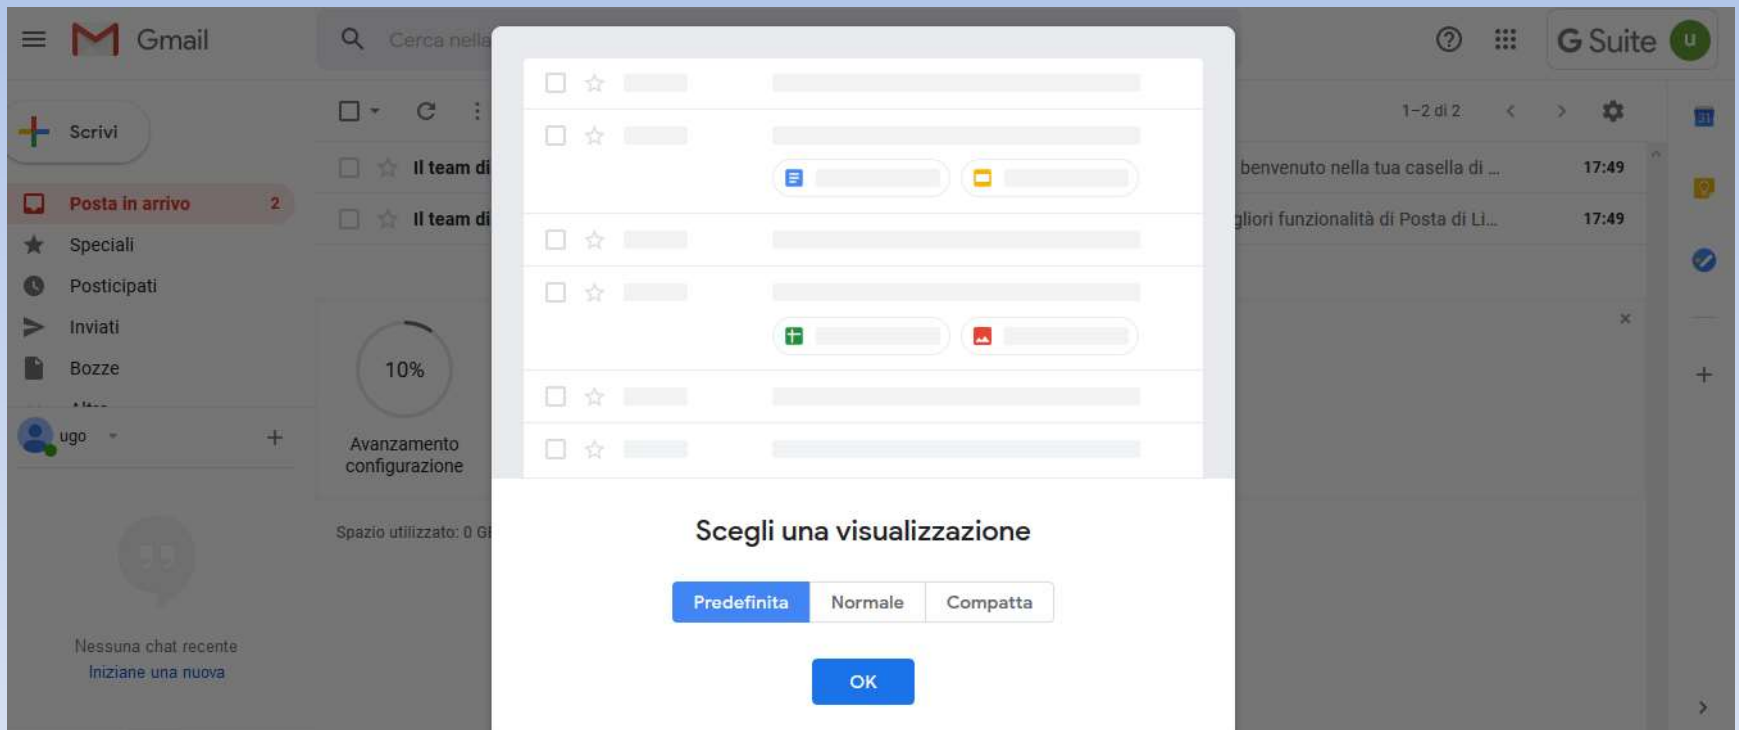 Gmail
Cerca nella
G Suite
u
Scrivi
1–2 di 2
31
Il team di
benvenuto nella tua casella di ...
17:49
Posta in arrivo
2
Il team di
gliori funzionalità di Posta di Li...
17:49
Speciali
Posticipati
Inviati
Bozze
10%
Avanzamento
configurazione
ugo
Spazio utilizzato: 0
Scegli una visualizzazione
Predefinita
Normale
Compatta
OK
Nessuna chat recente
Iniziane una nuova